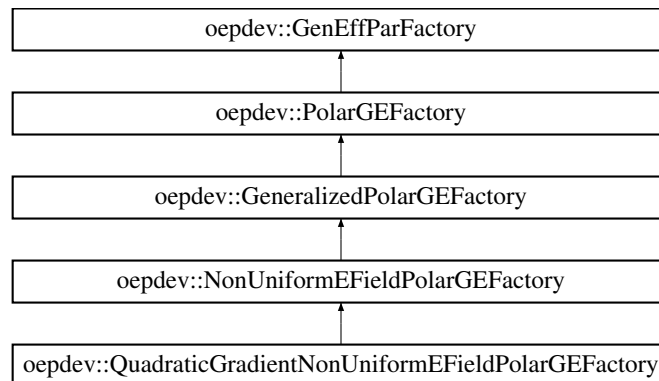 oepdev::GenEffParFactory
oepdev::PolarGEFactory
oepdev::GeneralizedPolarGEFactory
oepdev::NonUniformEFieldPolarGEFactory
oepdev::QuadraticGradientNonUniformEFieldPolarGEFactory